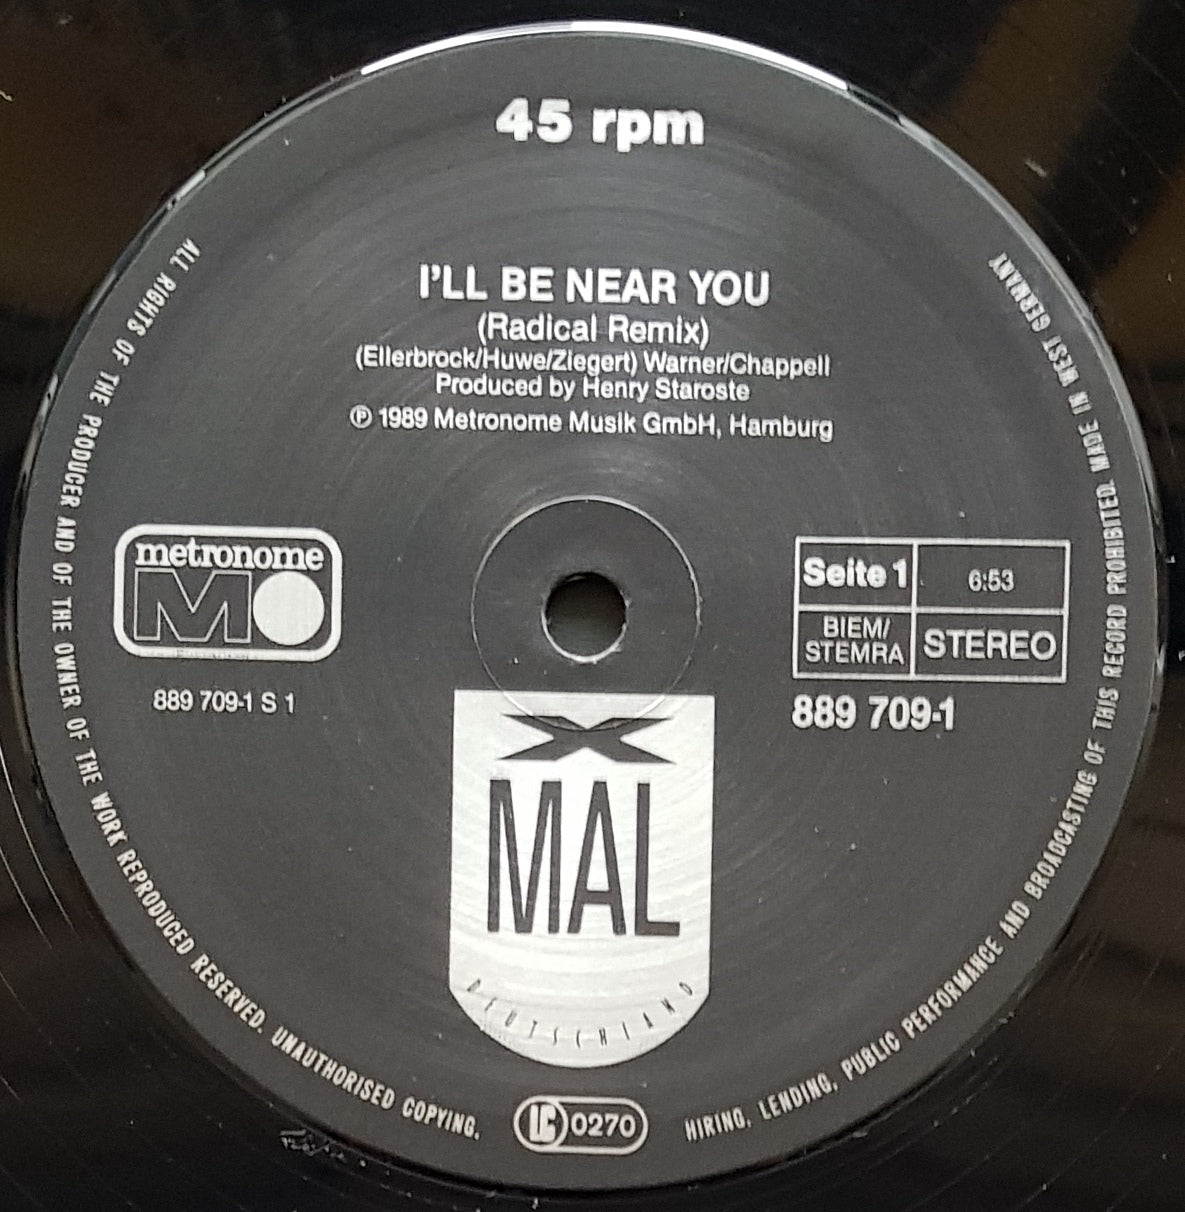 45 rpm
I'LL BE NEAR YOU
(Radical Remix)
(Ellerbrock/Huwe/Ziegert) Warner/Chappell
Produced by Henry Staroste
℗ 1989 Metronome Musik GmbH, Hamburg
metronome
M
889 709-1 S 1
Seite 1
6:53
BIEM/
STEMRA
STEREO
889 709-1
X
MAL
DEUTSCHLAND
LC 0270
ALL RIGHTS OF THE PRODUCER AND OF THE OWNER OF THE WORK REPRODUCED RESERVED. UNAUTHORISED COPYING. HIRING, LENDING, PUBLIC PERFORMANCE AND BROADCASTING OF THIS RECORD PROHIBITED. MADE IN WEST GERMANY